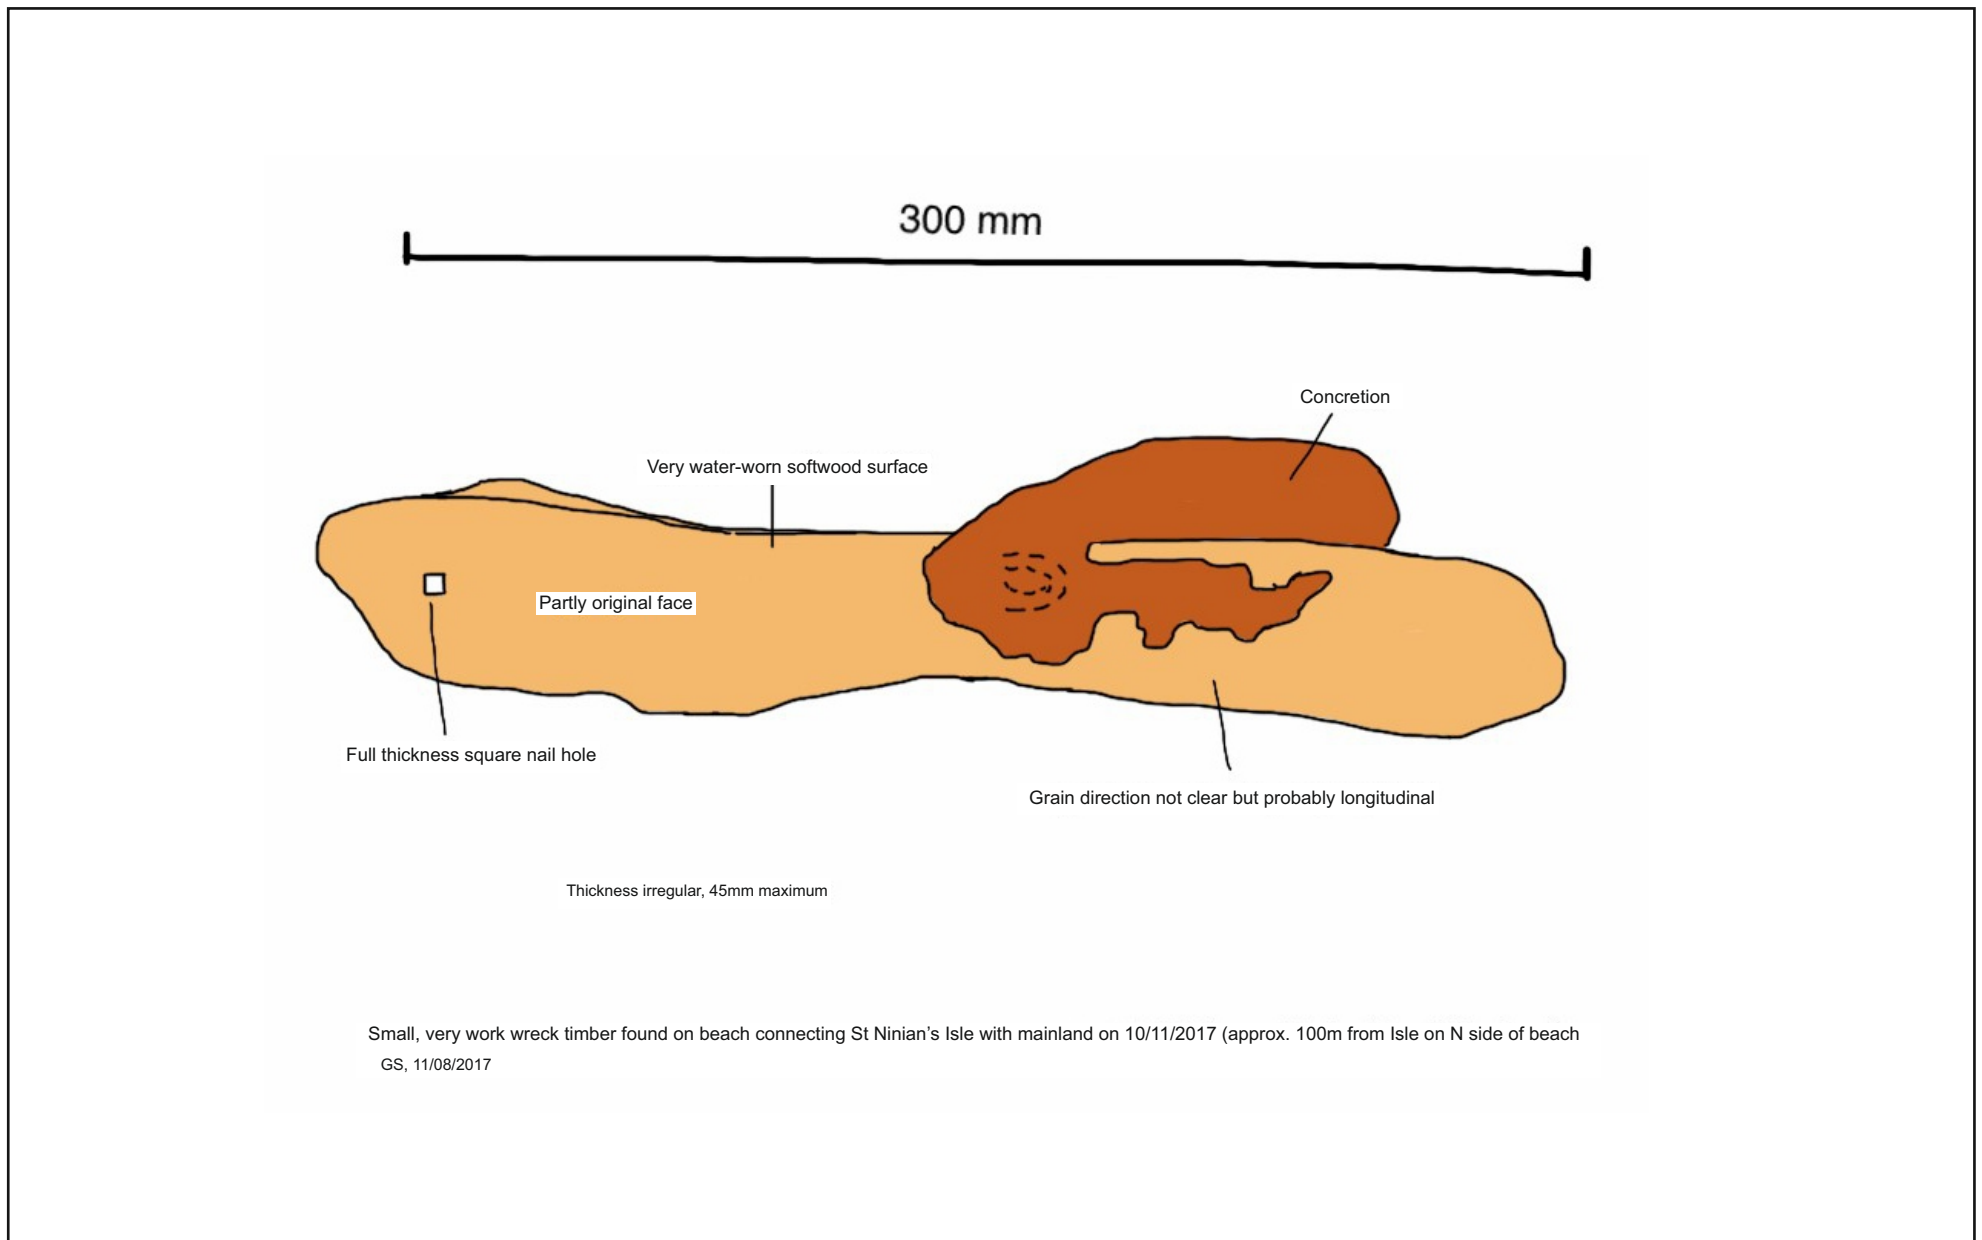 300 mm
Concretion
Very water-worn softwood surface
Partly original face
Full thickness square nail hole
Grain direction not clear but probably longitudinal
Thickness irregular, 45mm maximum
Small, very work wreck timber found on beach connecting St Ninian’s Isle with mainland on 10/11/2017 (approx. 100m from Isle on N side of beach
GS, 11/08/2017